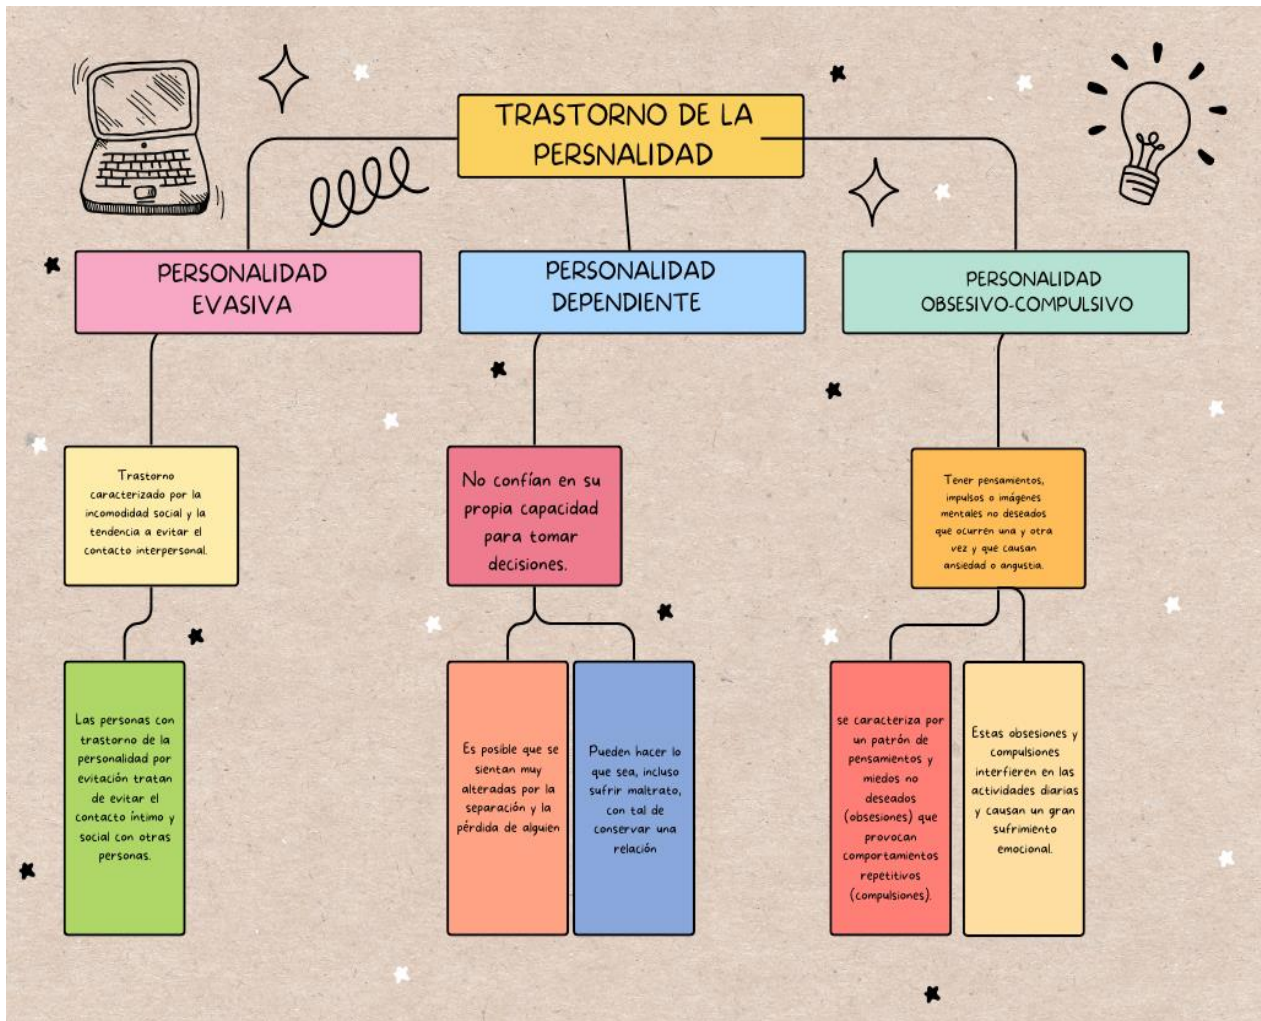 TRASTORNO DE LA
PERSNALIDAD
PERSONALIDAD
EVASIVA
PERSONALIDAD
DEPENDIENTE
PERSONALIDAD
OBSESIVO-COMPULSIVO
Trastorno
caracterizado por la
incomodidad social y la
tendencia a evitar el
contacto interpersonal.
No confían en su
propia capacidad
para tomar
decisiones.
Tener pensamientos,
impulsos o imágenes
mentales no deseados
que ocurren una y otra
vez y que causan
ansiedad o angustia.
Las personas con
trastorno de la
personalidad por
evitación tratan
de evitar el
contacto íntimo y
social con otras
personas.
Es posible que se
sientan muy
alteradas por la
separación y la
pérdida de alguien
Pueden hacer lo
que sea, incluso
sufrir maltrato,
con tal de
conservar una
relación
se caracteriza por
un patrón de
pensamientos y
miedos no
deseados
(obsesiones) que
provocan
comportamientos
repetitivos
(compulsiones).
Estas obsesiones y
compulsiones
interfieren en las
actividades diarias
y causan un gran
sufrimiento
emocional.